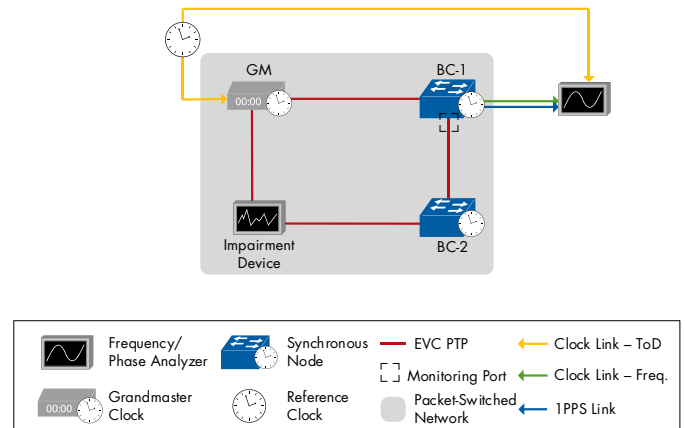 GM
BC-1
00:00
Impairment
Device
BC-2
Frequency/
Phase Analyzer
Synchronous
Node
EVC PTP
Clock Link – ToD
Monitoring Port
Clock Link – Freq.
00:00
Grandmaster
Clock
Reference
Clock
Packet-Switched
Network
1PPS Link